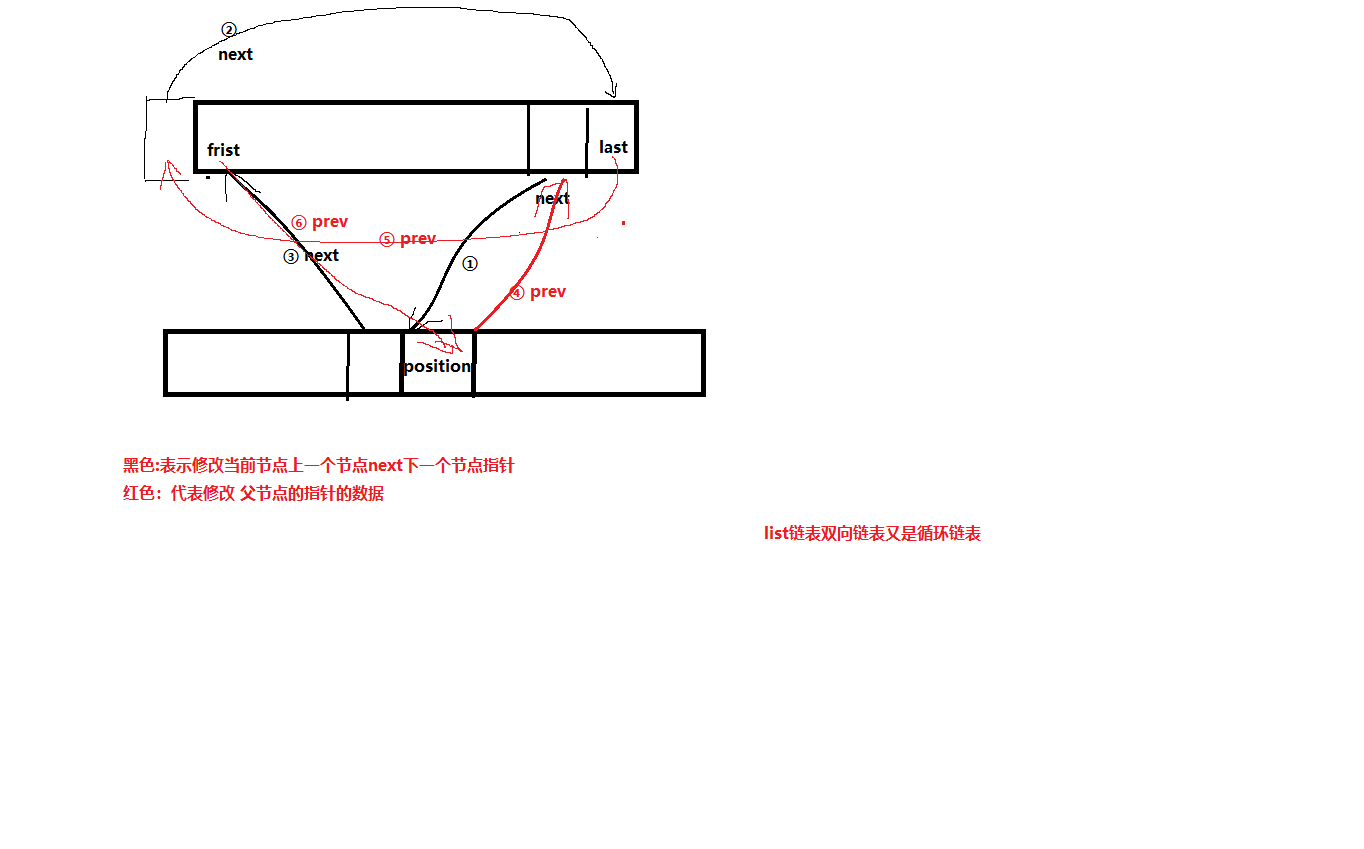 ②
next
frist
last
next
⑥ prev
⑤ prev
③ next
①
④ prev
position
黑色:表示修改当前节点上一个节点next下一个节点指针
红色：代表修改 父节点的指针的数据
list链表双向链表又是循环链表